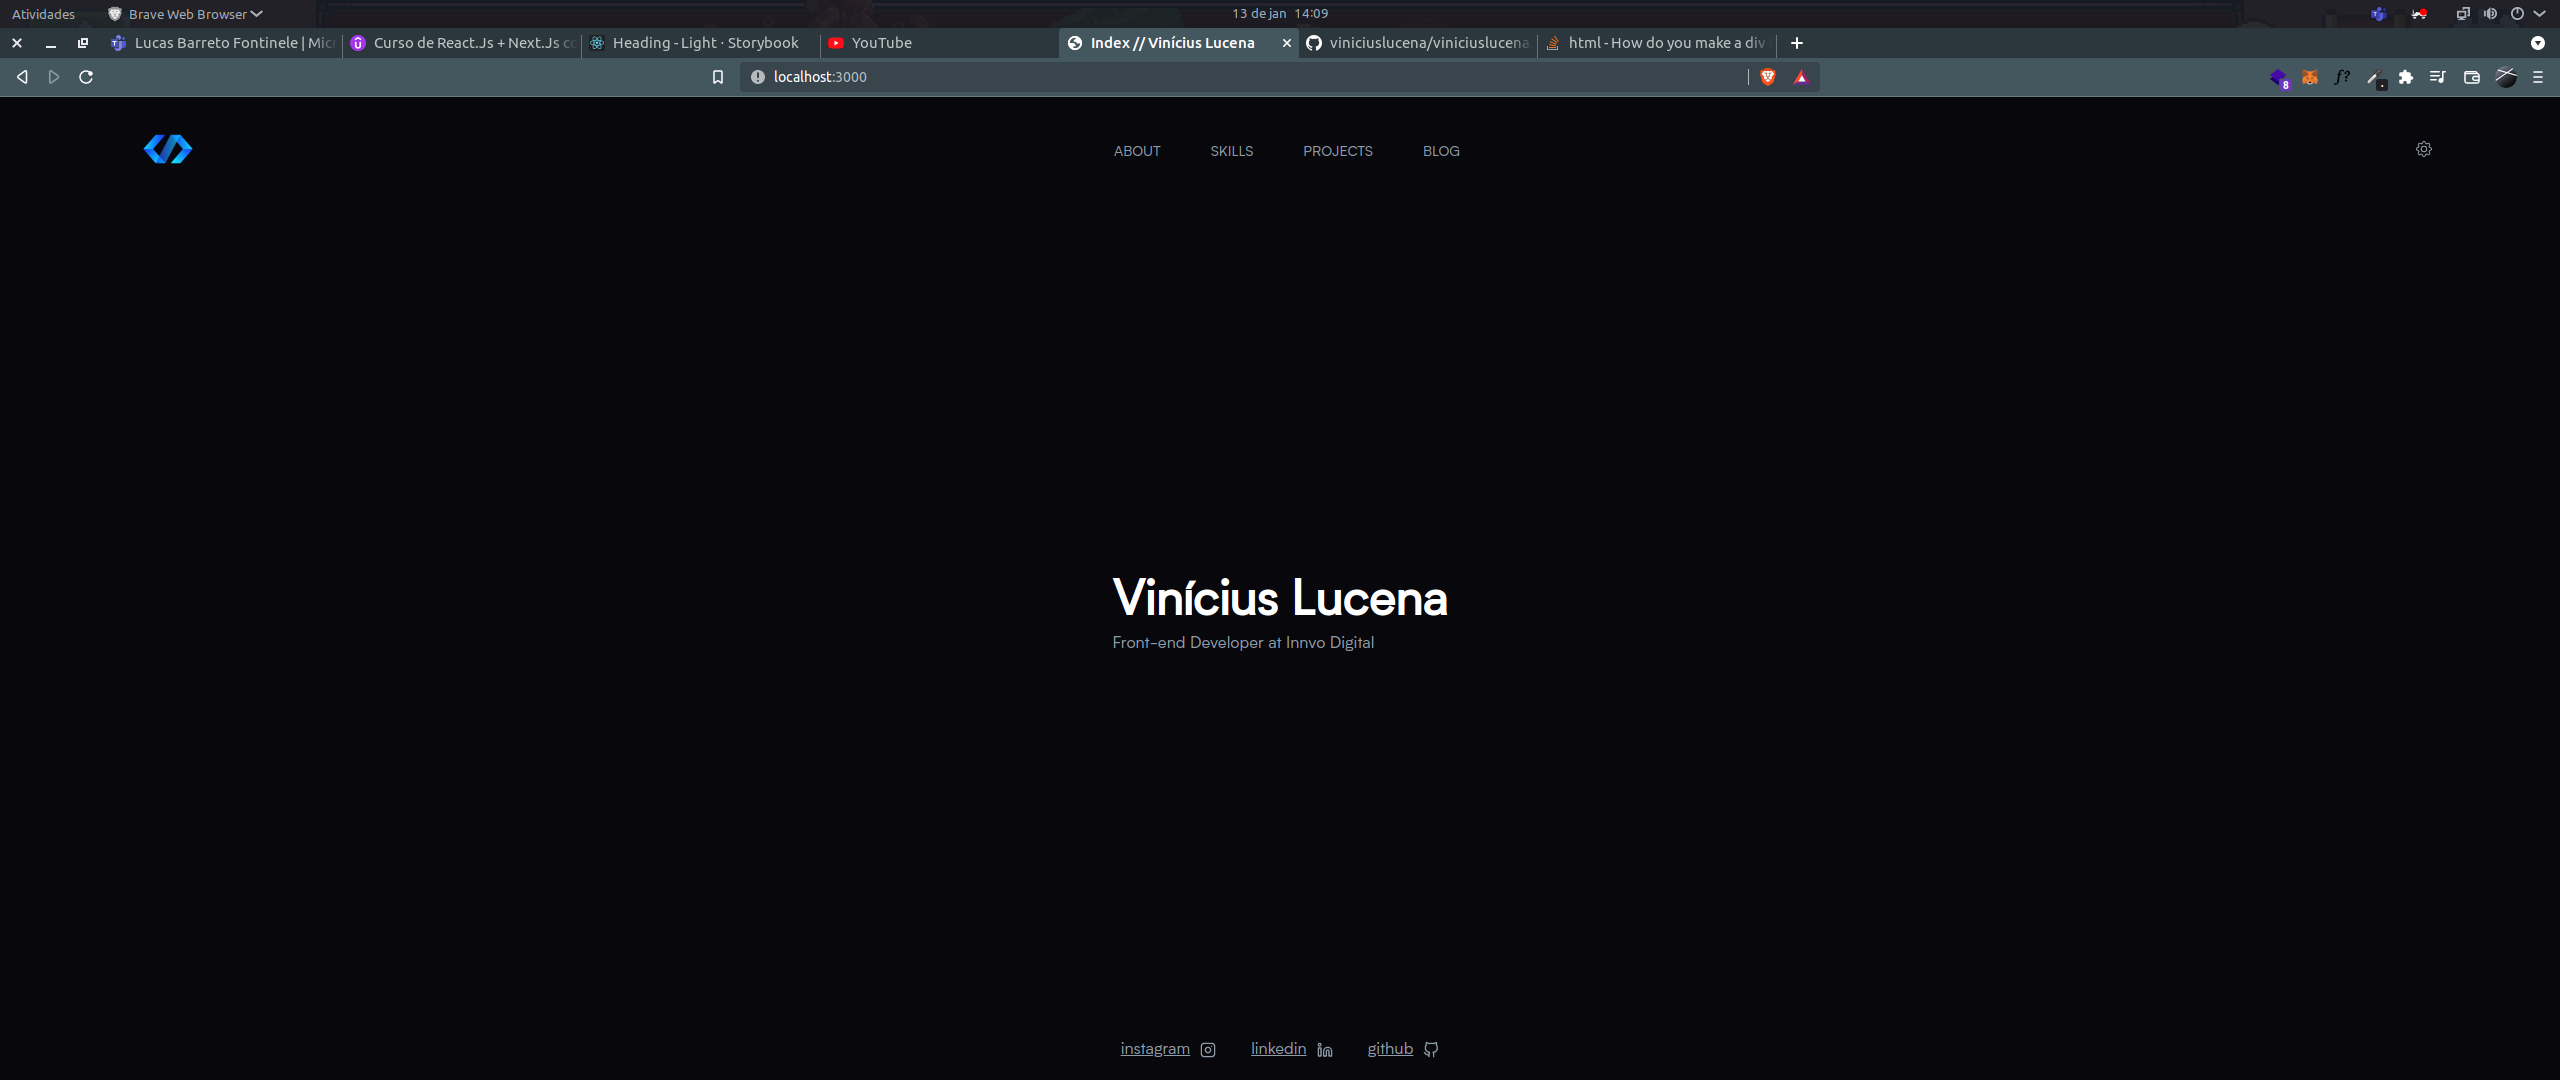 Atividades Brave Web Browser 13 de jan 14:09
Lucas Barreto Fontinele | Micr Curso de React.Js + Next.Js co Heading - Light · Storybook YouTube Index // Vinícius Lucena viniciuslucena/viniciuslucena html - How do you make a div
localhost:3000 f? 8
ABOUT SKILLS PROJECTS BLOG
Vinícius Lucena
Front-end Developer at Innvo Digital
instagram linkedin github